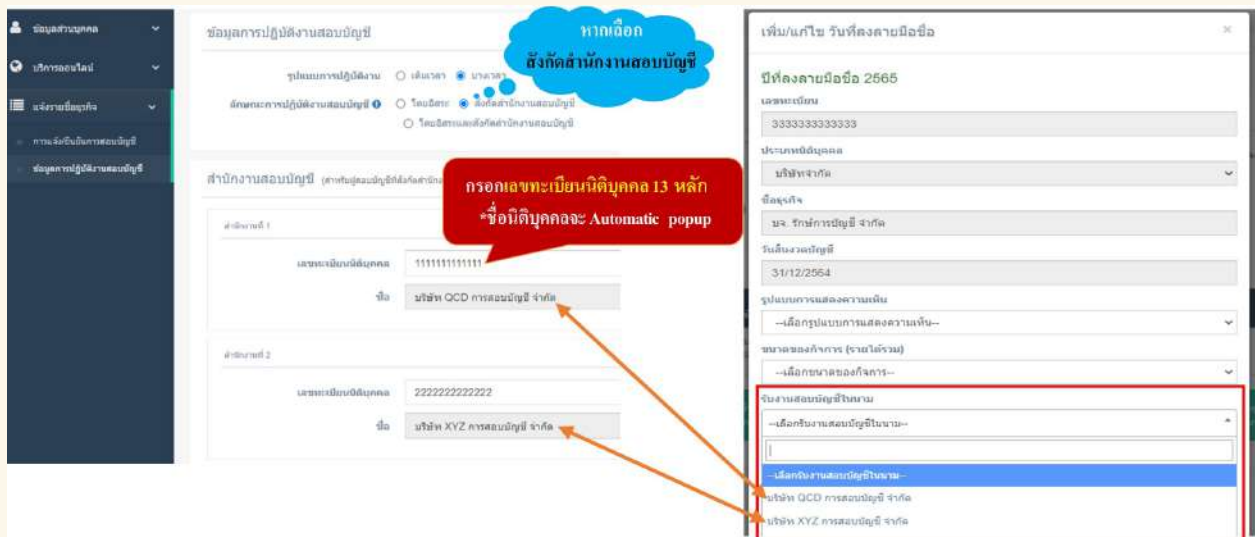 ข้อมูลส่วนบุคคล
บริการออนไลน์
แจ้งรายชื่อธุรกิจ
การแจ้งยืนยันการสอบบัญชี
ข้อมูลการปฏิบัติงานสอบบัญชี
ข้อมูลการปฏิบัติงานสอบบัญชี
รูปแบบการปฏิบัติงาน เต็มเวลา บางเวลา
ลักษณะการปฏิบัติงานสอบบัญชี โดยอิสระ สังกัดสำนักงานสอบบัญชี
โดยอิสระและสังกัดสำนักงานสอบบัญชี
หากเลือก
สังกัดสำนักงานสอบบัญชี
สำนักงานสอบบัญชี (สำหรับผู้สอบบัญชีที่สังกัดสำนัก
กรอกเลขทะเบียนนิติบุคคล 13 หลัก
*ชื่อนิติบุคคลจะ Automatic popup
สำนักงานที่ 1
เลขทะเบียนนิติบุคคล 1111111111111
ชื่อ บริษัท QCD การสอบบัญชี จำกัด
สำนักงานที่ 2
เลขทะเบียนนิติบุคคล 2222222222222
ชื่อ บริษัท XYZ การสอบบัญชี จำกัด
เพิ่ม/แก้ไข วันที่ลงลายมือชื่อ ×
ปีที่ลงลายมือชื่อ 2565
เลขทะเบียน
3333333333333
ประเภทนิติบุคคล
บริษัทจำกัด
ชื่อธุรกิจ
บจ. รักษ์การบัญชี จำกัด
วันสิ้นงวดบัญชี
31/12/2564
รูปแบบการแสดงความเห็น
--เลือกรูปแบบการแสดงความเห็น--
ขนาดของกิจการ (รายได้รวม)
--เลือกขนาดของกิจการ--
รับงานสอบบัญชีในนาม
--เลือกรับงานสอบบัญชีในนาม--
--เลือกรับงานสอบบัญชีในนาม--
บริษัท QCD การสอบบัญชี จำกัด
บริษัท XYZ การสอบบัญชี จำกัด